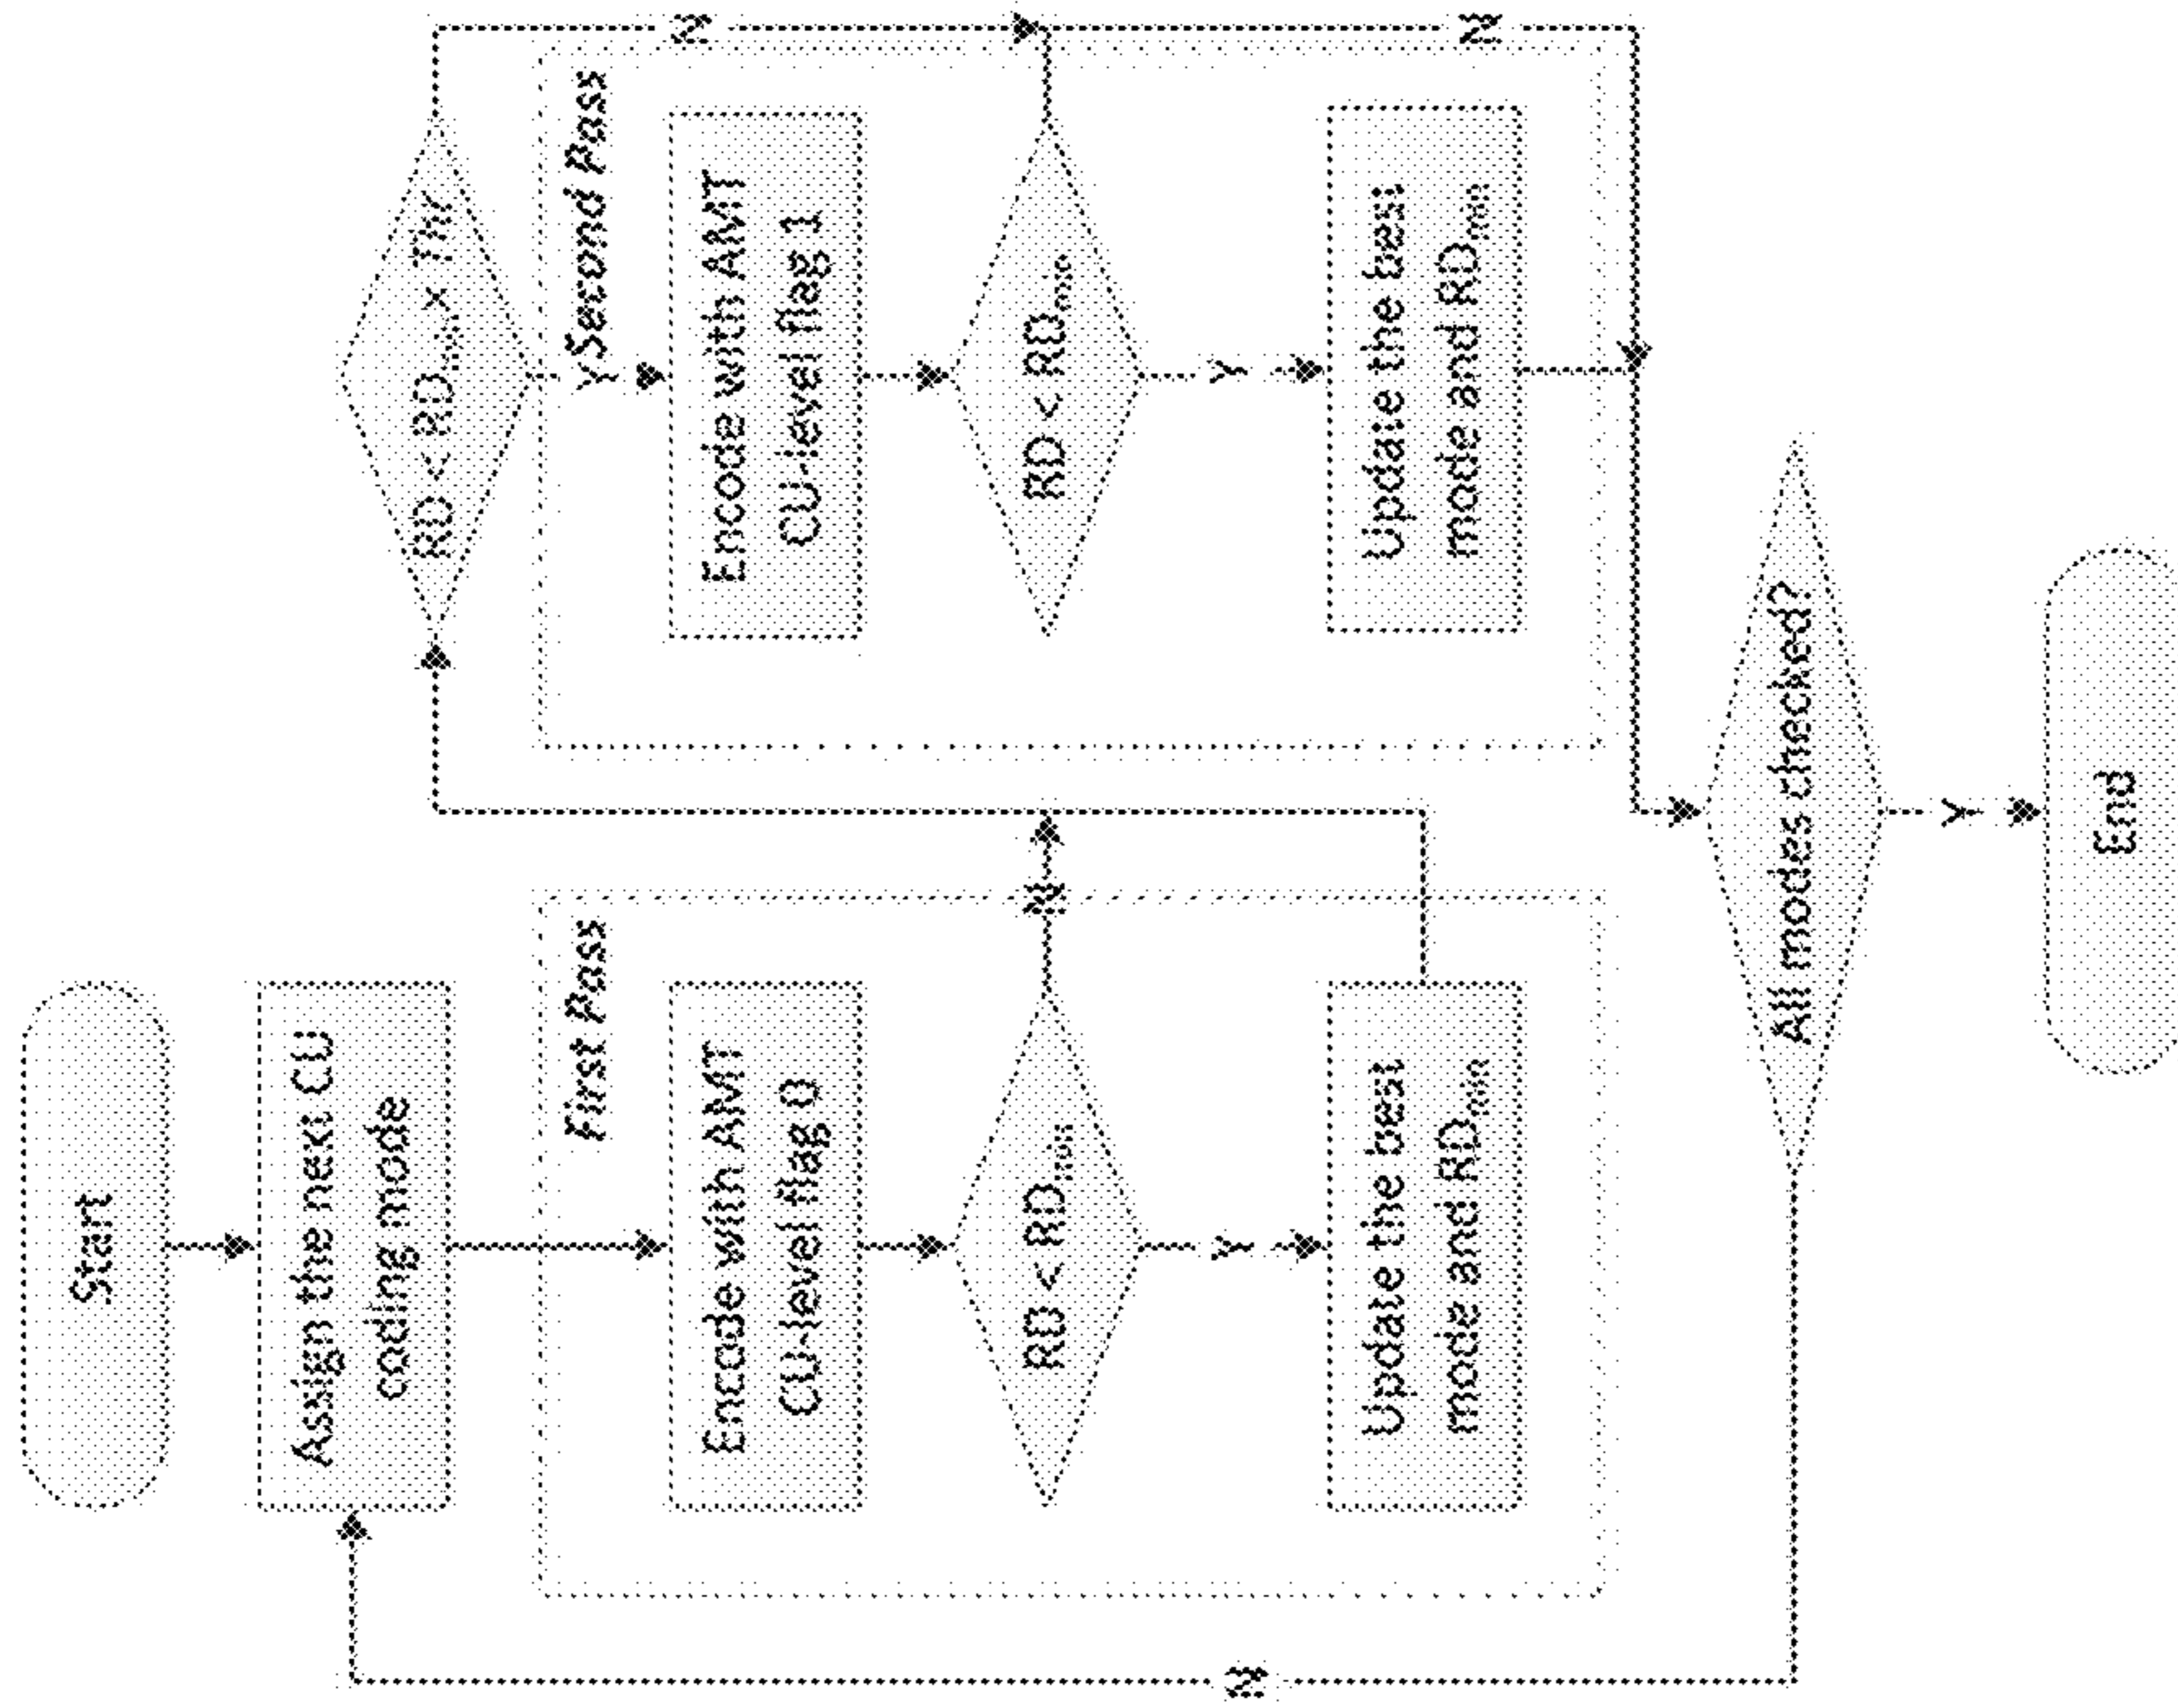 Start
Assign the next CU
coding mode
First Pass
Encode with AMT
CU-level flag 0
RD < RDmin
N
Y
Update the best
mode and RDmin
RD < RDmin × THr
N
Y
Second Pass
Encode with AMT
CU-level flag 1
RD < RDmin
N
Y
Update the best
mode and RDmin
All modes checked?
N
Y
End